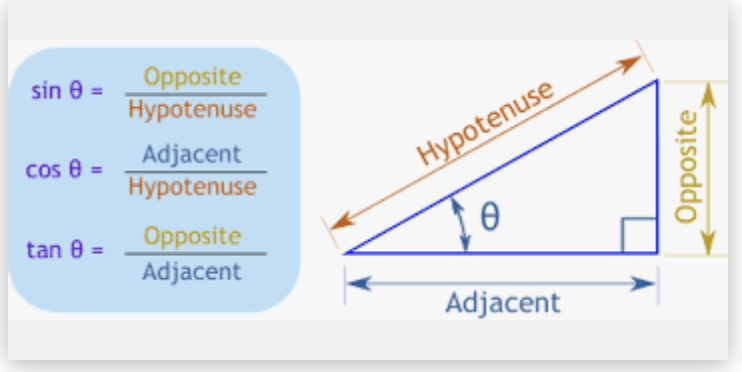 sin θ = Opposite
Hypotenuse
cos θ = Adjacent
Hypotenuse
tan θ = Opposite
Adjacent
Hypotenuse
θ
Opposite
Adjacent